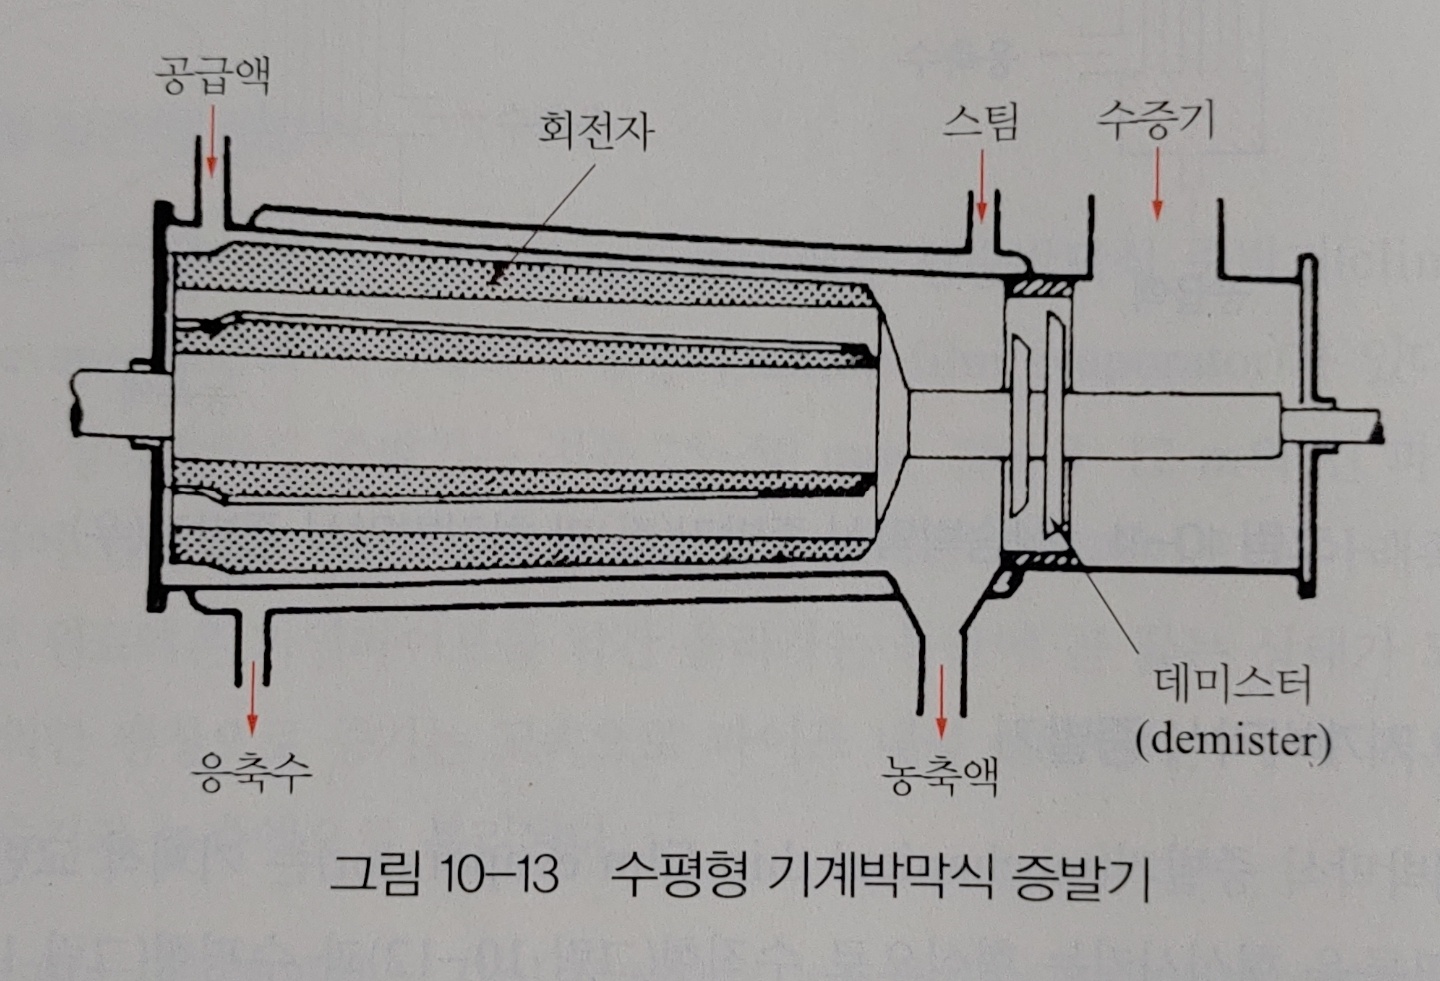 공급액
회전자
스팀
수증기
데미스터
(demister)
응축수
농축액
그림 10-13 수평형 기계박막식 증발기